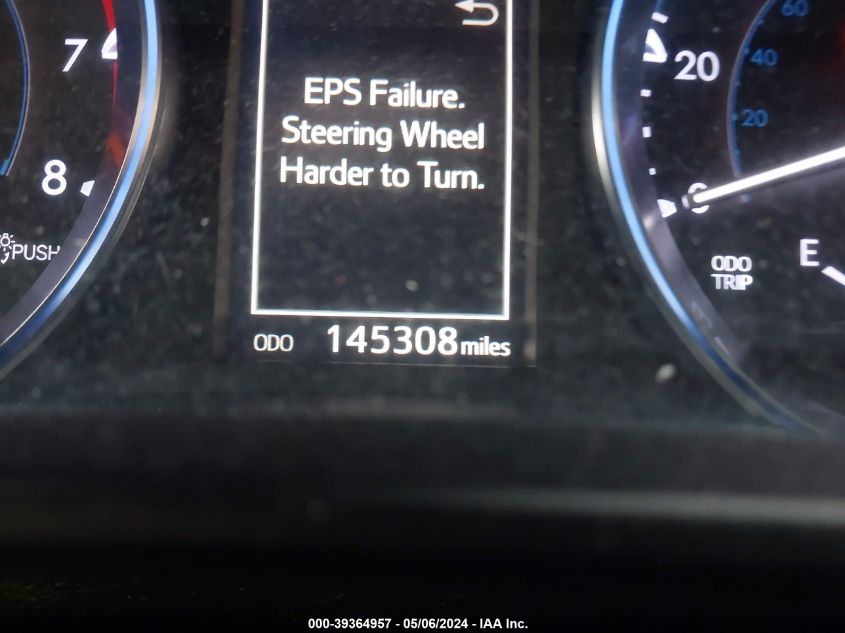 7
8
PUSH
EPS Failure.
Steering Wheel
Harder to Turn.
ODO 145308 miles
60
40
20
20
0
ODO
TRIP
E
000-39364957 - 05/06/2024 - IAA Inc.